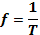 f = 1/T